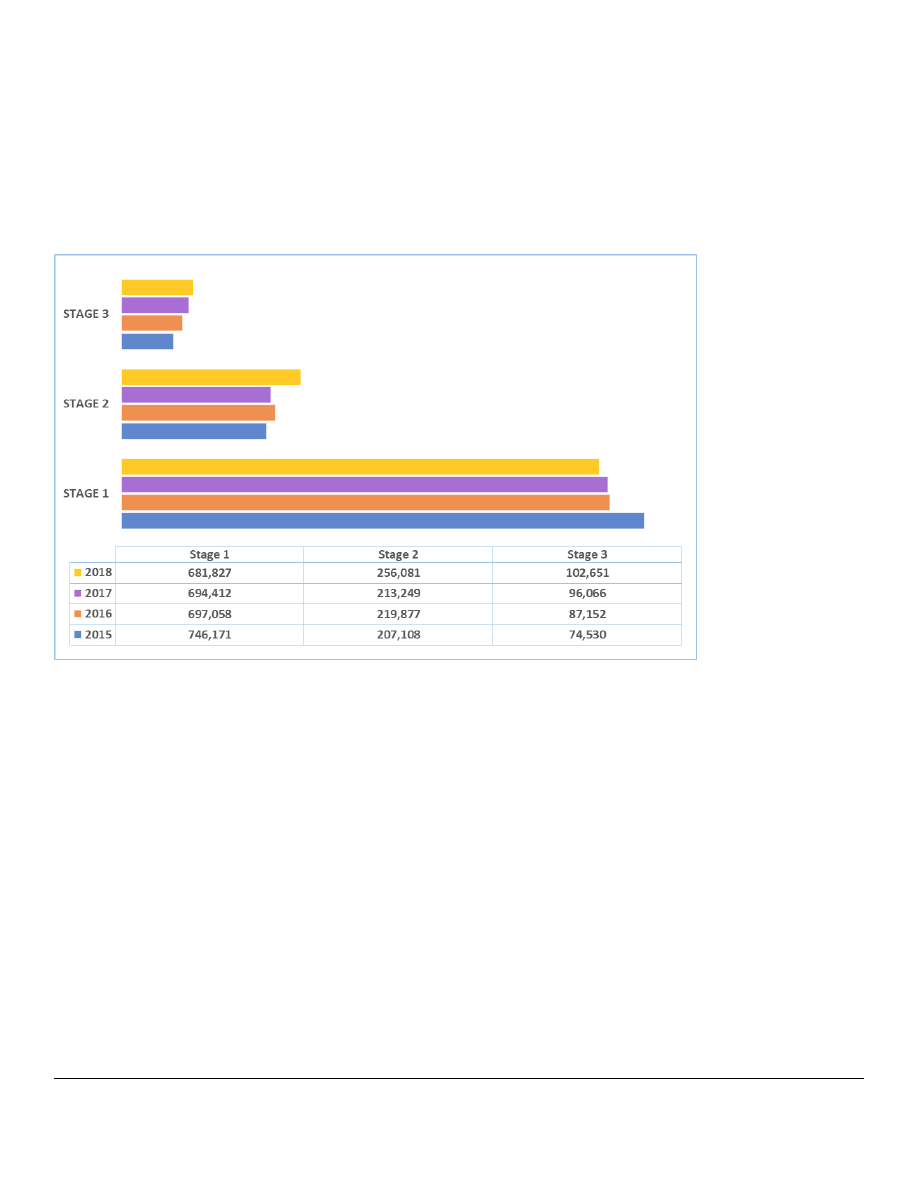 STAGE 3
STAGE 2
STAGE 1
Stage 1 Stage 2 Stage 3
2018 681,827 256,081 102,651
2017 694,412 213,249 96,066
2016 697,058 219,877 87,152
2015 746,171 207,108 74,530